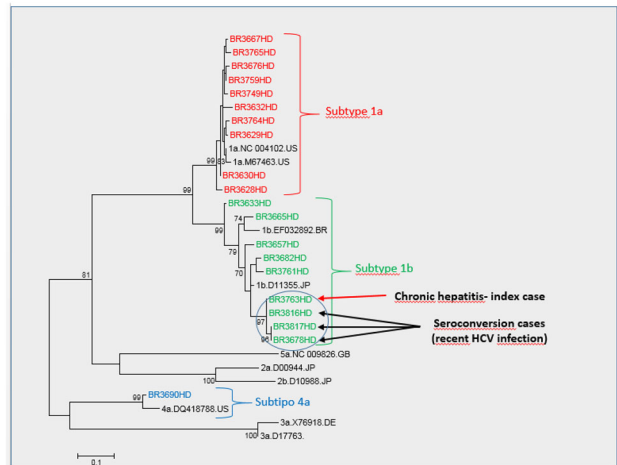 BR3667HD
BR3765HD
BR3676HD
BR3759HD
BR3749HD
BR3632HD
BR3764HD
BR3629HD
1a.NC 004102.US
1a.M67463.US
BR3630HD
BR3628HD
Subtype 1a
99
83
99
BR3633HD
BR3665HD
1b.EF032892.BR
BR3657HD
BR3682HD
BR3761HD
1b.D11355.JP
BR3763HD
BR3816HD
BR3817HD
BR3678HD
Subtype 1b
99
74
79
70
97
96
Chronic hepatitis- index case
Seroconversion cases
(recent HCV infection)
81
5a.NC 009826.GB
2a.D00944.JP
100
2b.D10988.JP
BR3690HD
99
4a.DQ418788.US
Subtipo 4a
3a.X76918.DE
100
3a.D17763.
0.1